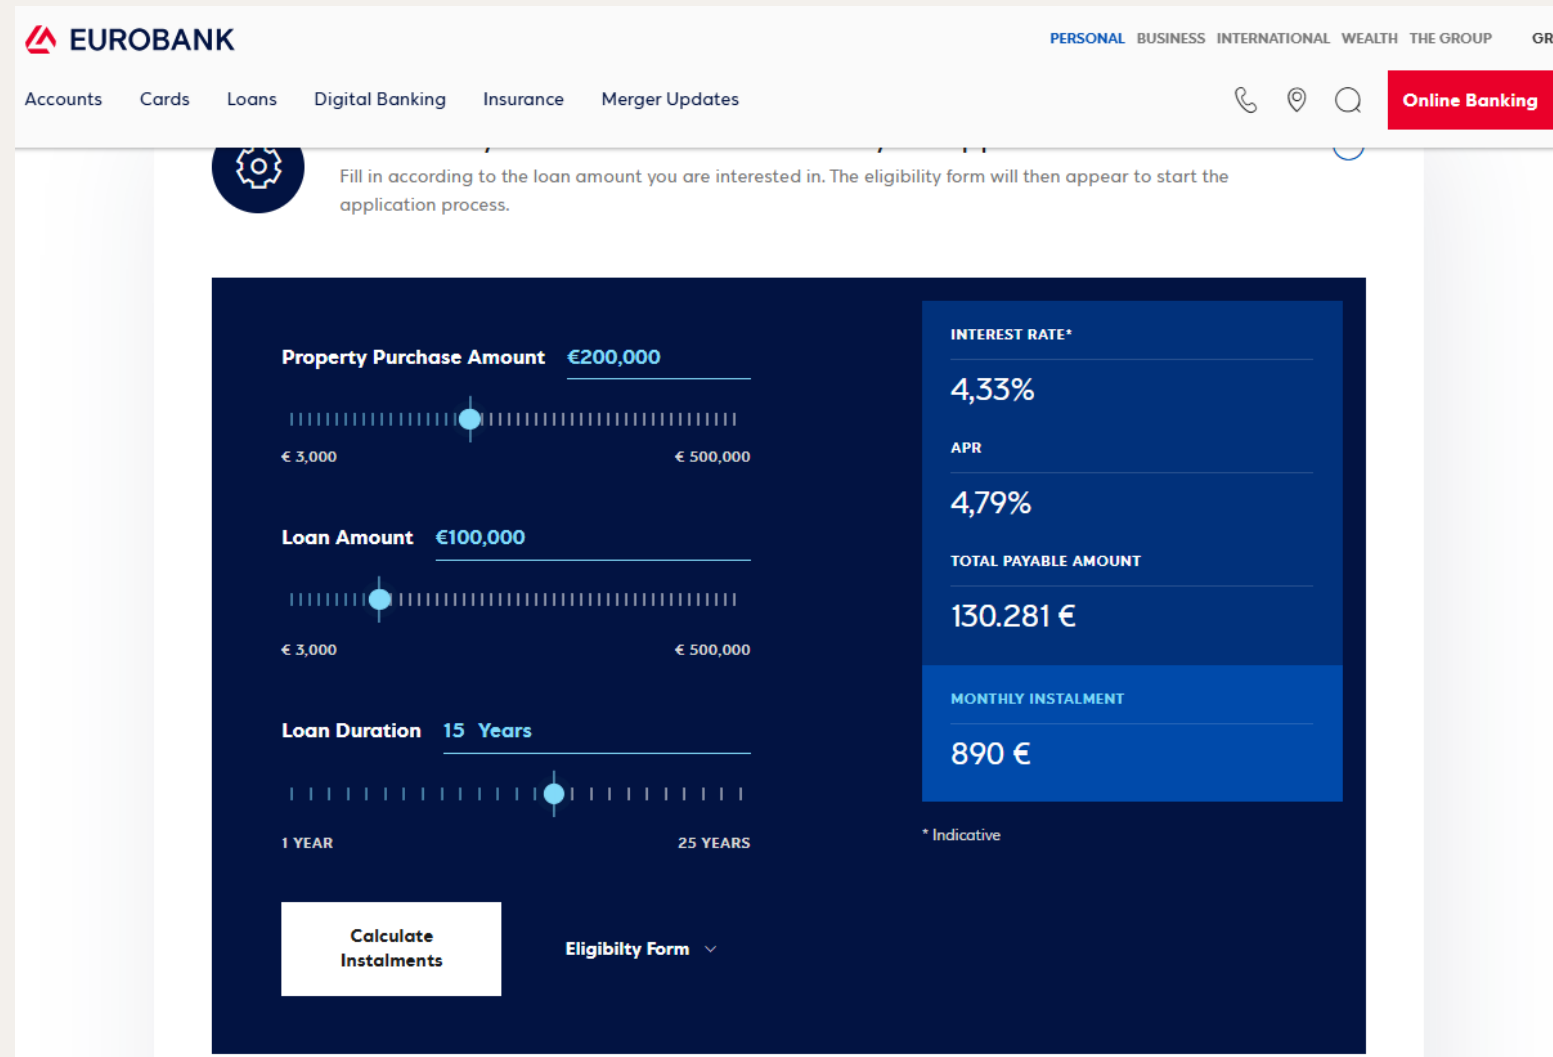 EUROBANK
PERSONAL BUSINESS INTERNATIONAL WEALTH THE GROUP GR
Accounts Cards Loans Digital Banking Insurance Merger Updates
Online Banking
Fill in according to the loan amount you are interested in. The eligibility form will then appear to start the
application process.
Property Purchase Amount €200,000
€ 3,000 € 500,000
Loan Amount €100,000
€ 3,000 € 500,000
Loan Duration 15 Years
1 YEAR 25 YEARS
Calculate
Instalments
Eligibilty Form
INTEREST RATE*
4,33%
APR
4,79%
TOTAL PAYABLE AMOUNT
130.281 €
MONTHLY INSTALMENT
890 €
* Indicative